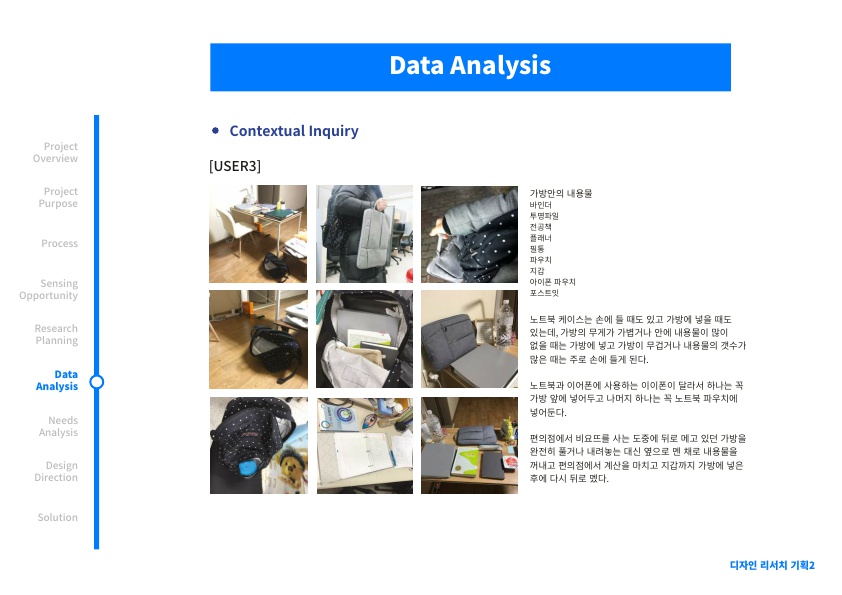 Data Analysis
Contextual Inquiry
[USER3]
Project
Overview
Project
Purpose
Process
Sensing
Opportunity
Research
Planning
Data
Analysis
Needs
Analysis
Design
Direction
Solution
가방안의 내용물
바인더
투명파일
전공책
플래너
필통
파우치
지갑
아이폰 파우치
포스트잇
노트북 케이스는 손에 들 때도 있고 가방에 넣을 때도
있는데, 가방의 무게가 가볍거나 안에 내용물이 많이
없을 때는 가방에 넣고 가방이 무겁거나 내용물의 갯수가
많은 때는 주로 손에 들게 된다.
노트북과 이어폰에 사용하는 이이폰이 달라서 하나는 꼭
가방 앞에 넣어두고 나머지 하나는 꼭 노트북 파우치에
넣어둔다.
편의점에서 비요뜨를 사는 도중에 뒤로 메고 있던 가방을
완전히 풀거나 내려놓는 대신 옆으로 멘 채로 내용물을
꺼내고 편의점에서 계산을 마치고 지갑까지 가방에 넣은
후에 다시 뒤로 멨다.
디자인 리서치 기획2